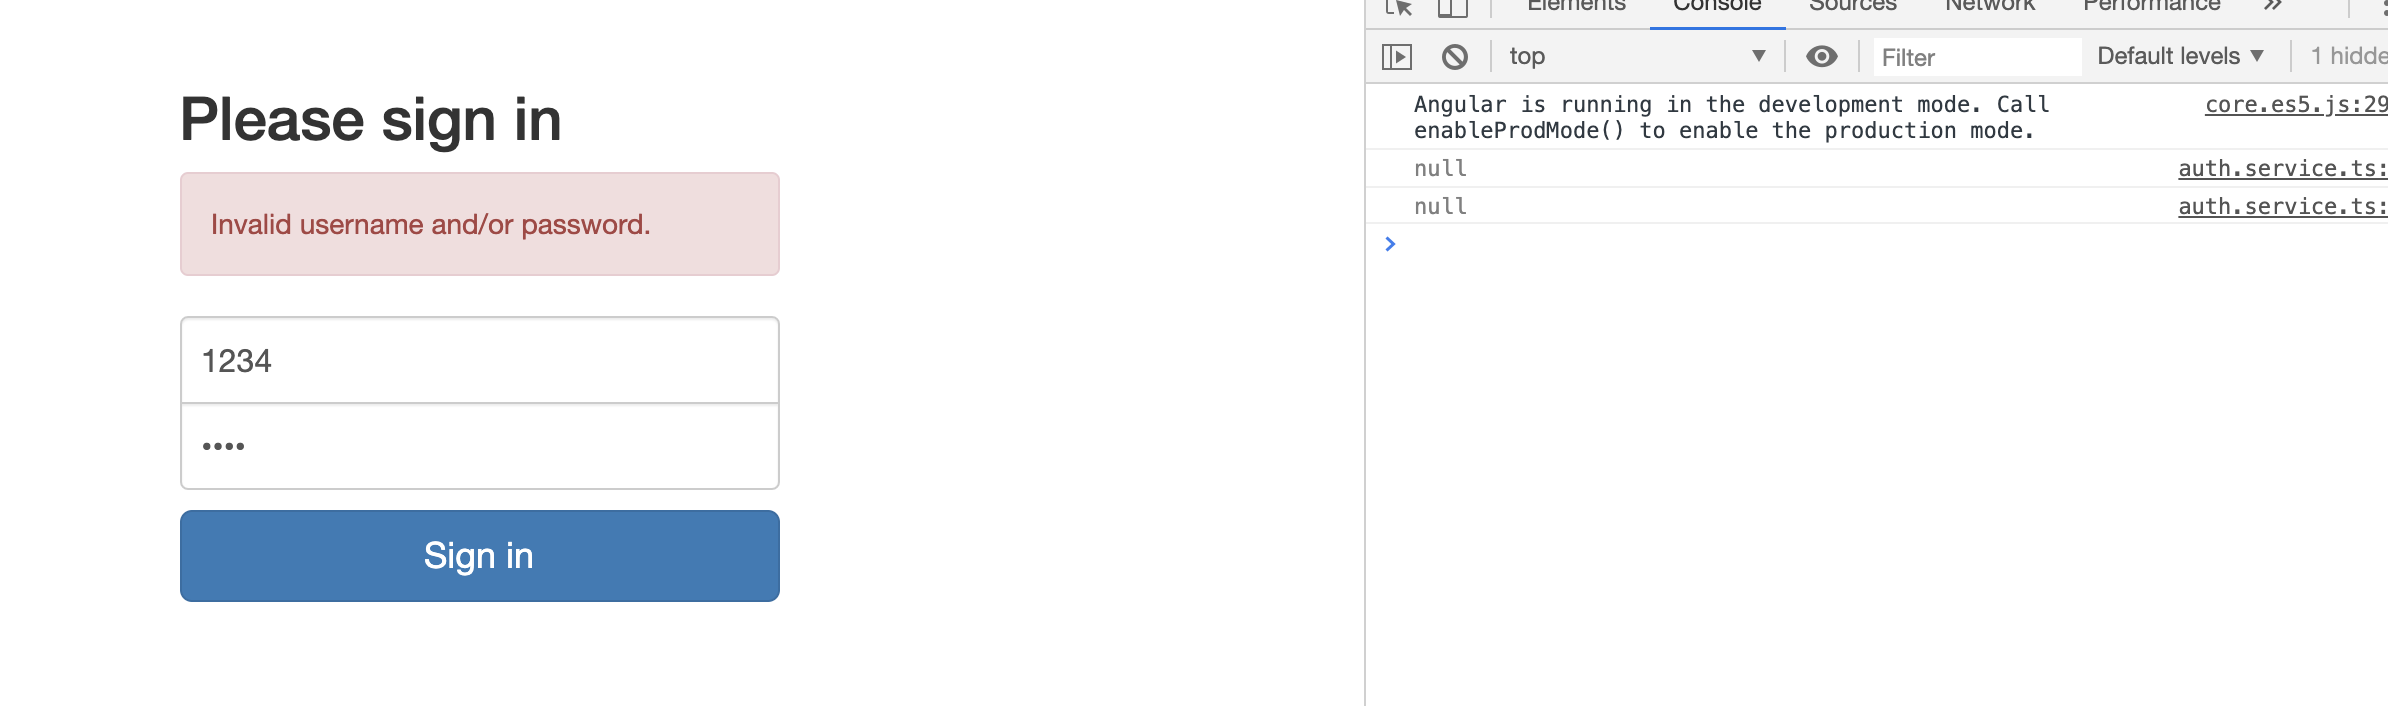 Please sign in
Invalid username and/or password.
1234
••••
Sign in
Elements Console Sources Network Performance »
top ▼ Filter Default levels ▼ 1 hidde
Angular is running in the development mode. Call core.es5.js:29
enableProdMode() to enable the production mode.
null auth.service.ts:
null auth.service.ts: